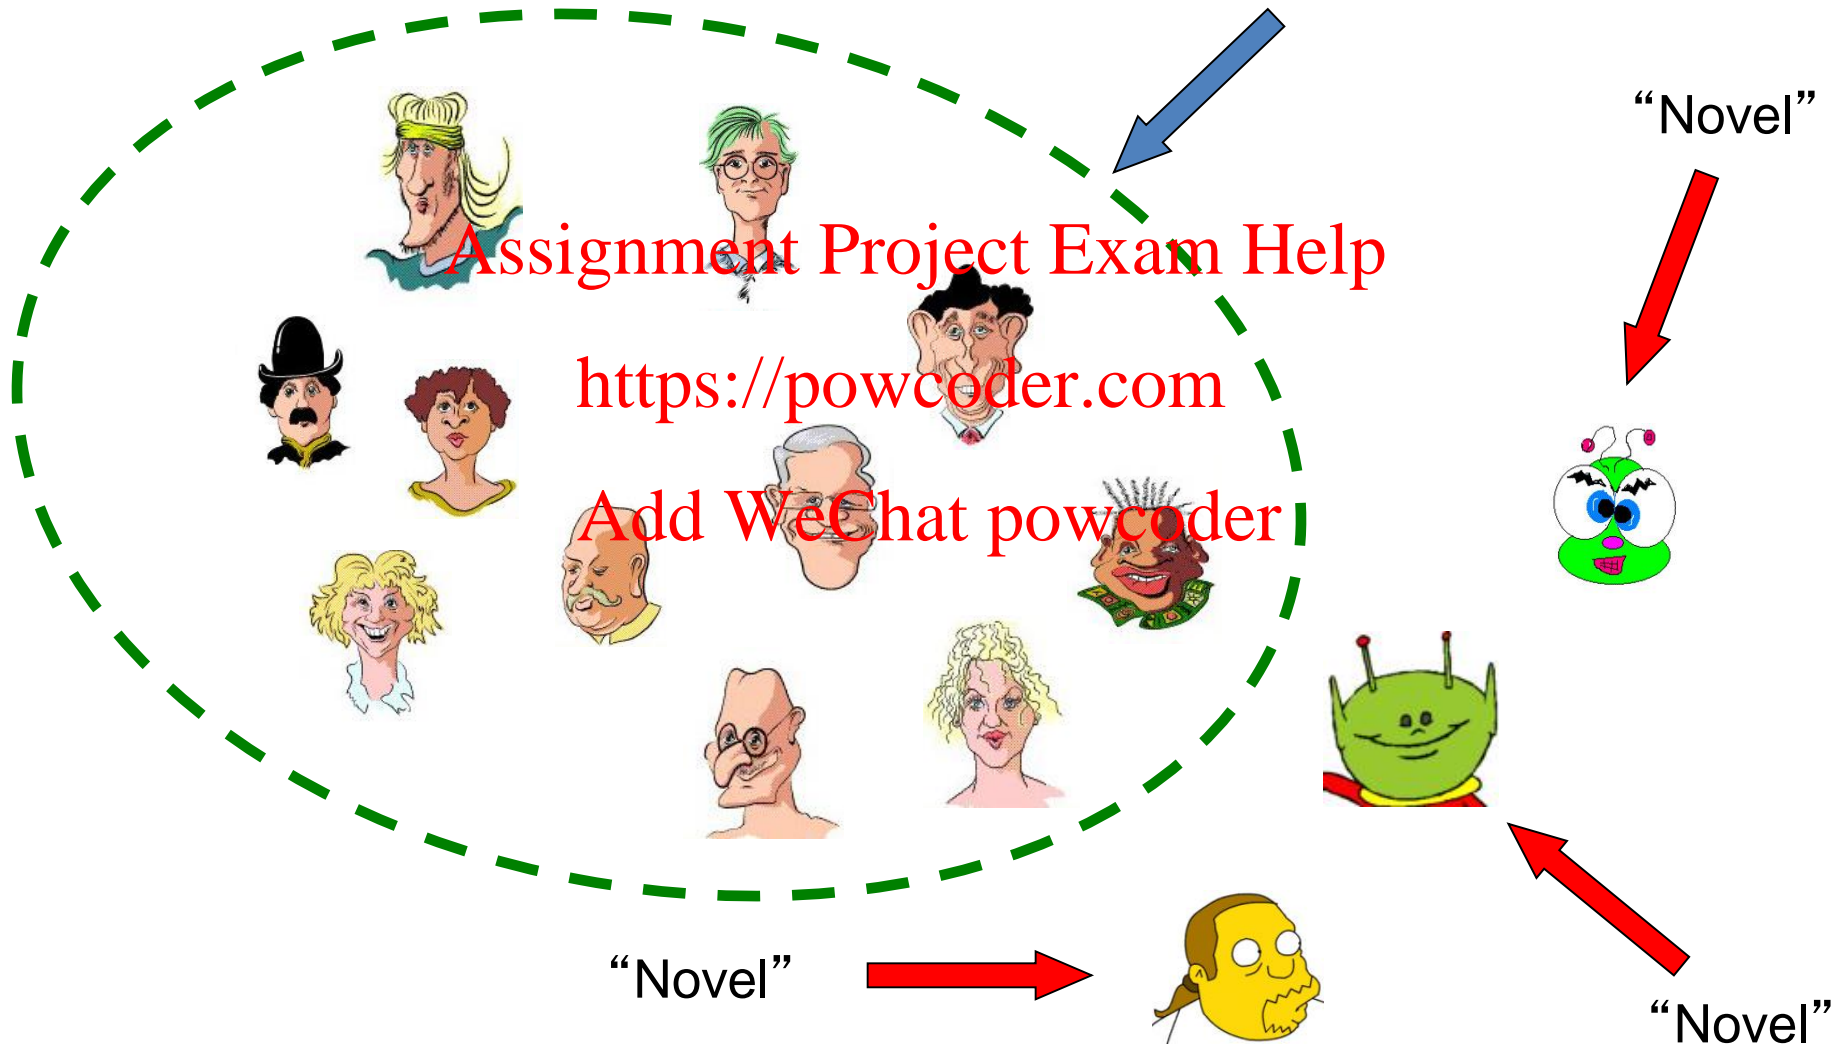 “Novel”
Assignment Project Exam Help
https://powcoder.com
Add WeChat powcoder
“Novel”
“Novel”